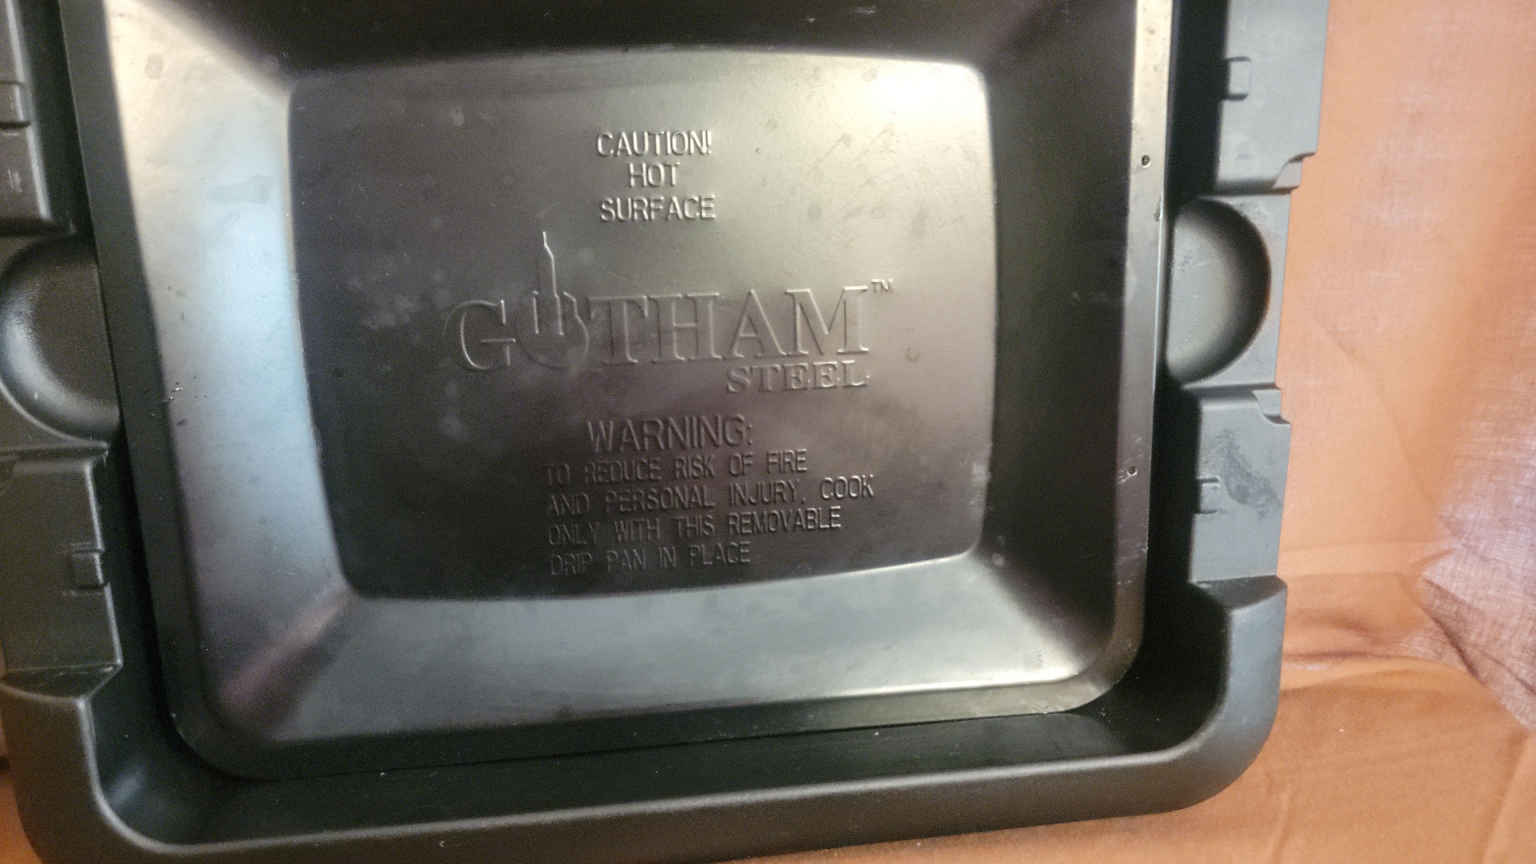 CAUTION!
HOT
SURFACE
GOTHAM™
STEEL
WARNING:
TO REDUCE RISK OF FIRE
AND PERSONAL INJURY, COOK
ONLY WITH THIS REMOVABLE
DRIP PAN IN PLACE